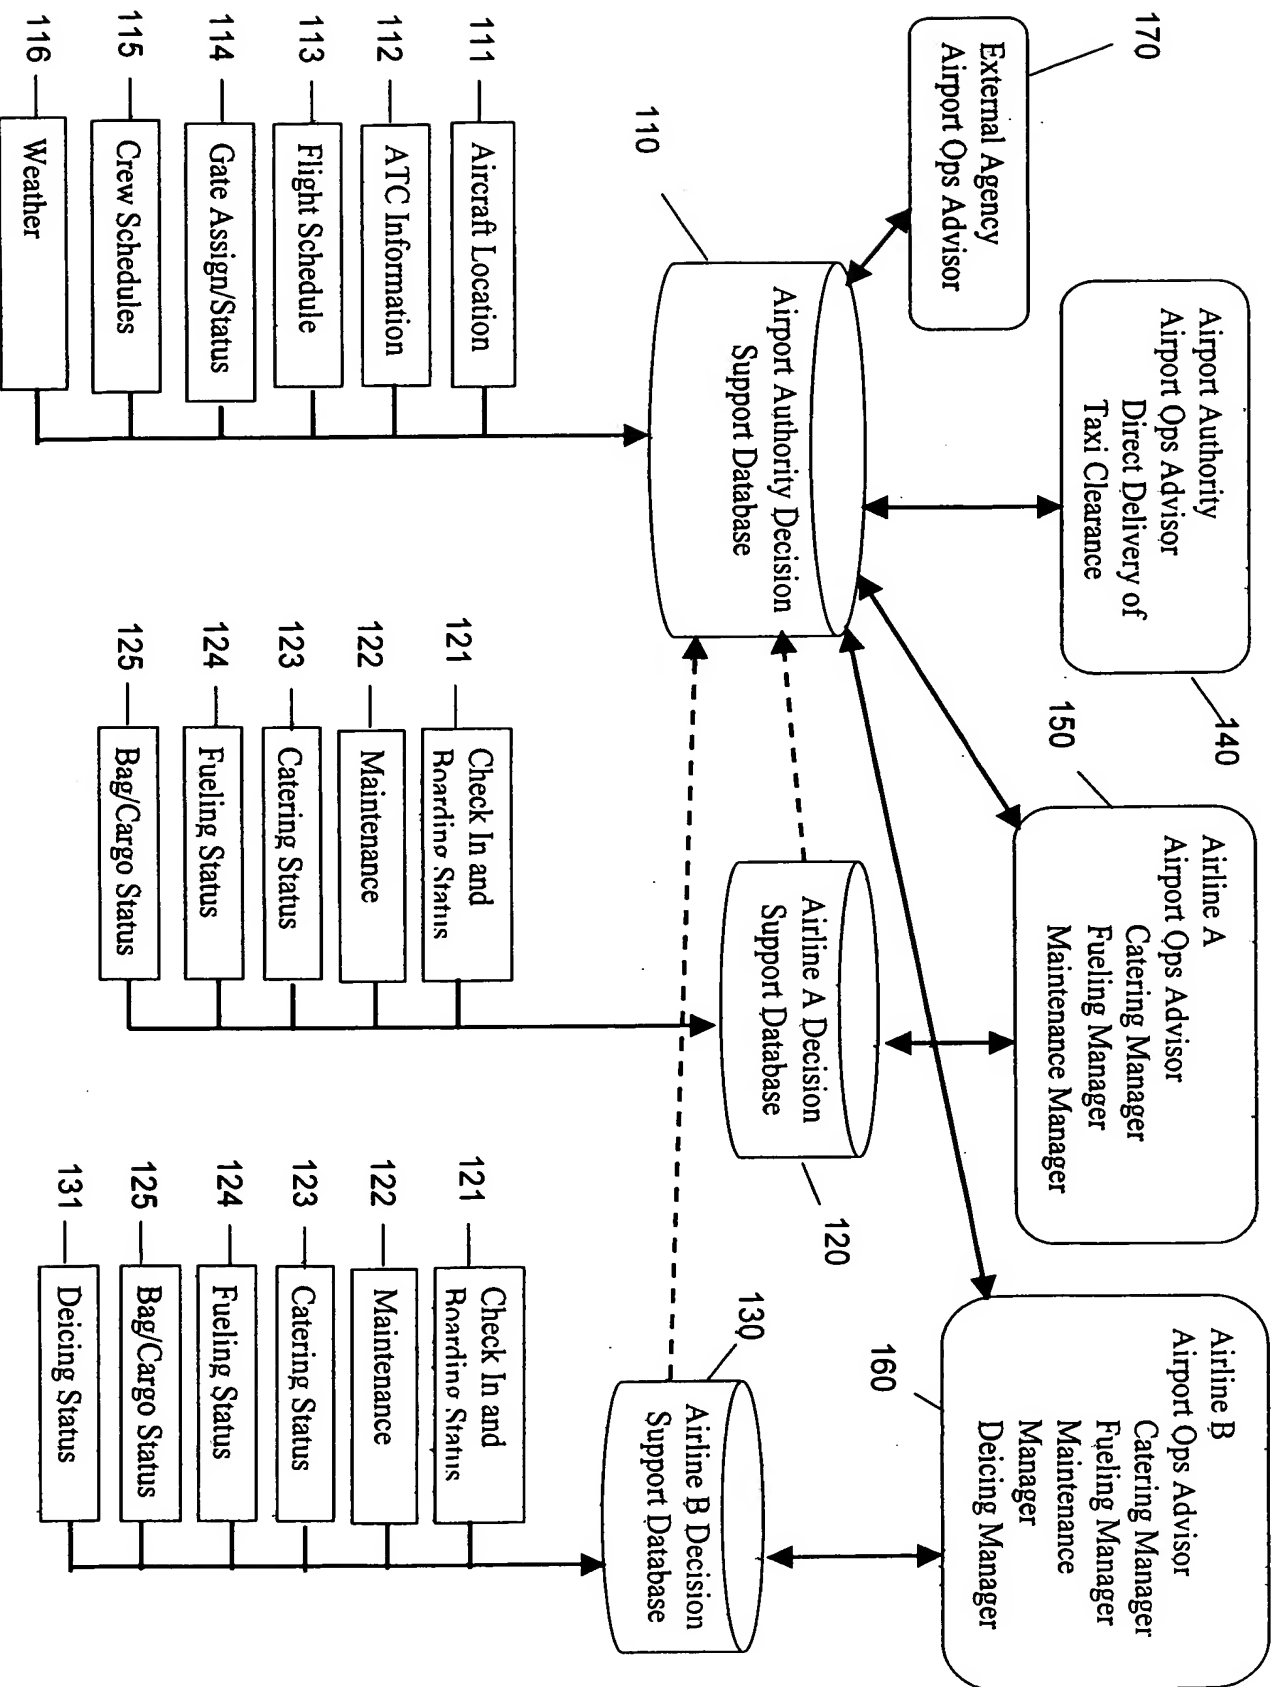 170
External Agency
Airport Ops Advisor
Airport Authority
Airport Ops Advisor
Direct Delivery of
Taxi Clearance
140
150
Airline A
Airport Ops Advisor
Catering Manager
Fueling Manager
Maintenance Manager
Airline B
Airport Ops Advisor
Catering Manager
Fueling Manager
Maintenance
Manager
Deicing Manager
160
110
Airport Authority Decision
Support Database
Airline A Decision
Support Database
120
130
Airline B Decision
Support Database
111
Aircraft Location
112
ATC Information
113
Flight Schedule
114
Gate Assign/Status
115
Crew Schedules
116
Weather
121
Check In and
Boarding Status
122
Maintenance
123
Catering Status
124
Fueling Status
125
Bag/Cargo Status
121
Check In and
Boarding Status
122
Maintenance
123
Catering Status
124
Fueling Status
125
Bag/Cargo Status
131
Deicing Status